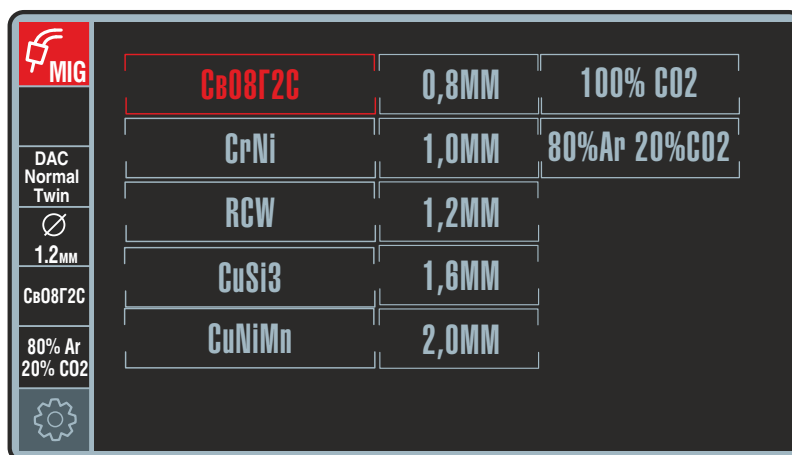 MIG
DAC
Normal
Twin
Ø
1.2мм
Св08Г2С
80% Ar
20% CO2
Св08Г2С 0,8ММ 100% CO2
CrNi 1,0ММ 80%Ar 20%CO2
RCW 1,2ММ
CuSi3 1,6ММ
CuNiMn 2,0ММ